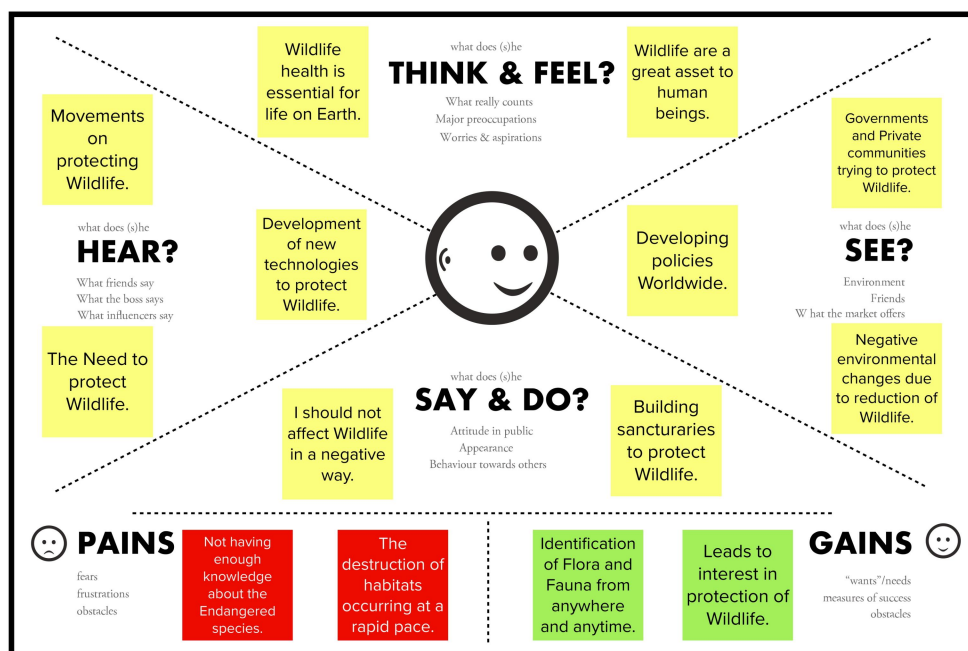 Wildlife
health is
essential for
life on Earth.
what does (s)he
THINK & FEEL?
What really counts
Major preoccupations
Worries & aspirations
Wildlife are a
great asset to
human
beings.
Movements
on
protecting
Wildlife.
what does (s)he
HEAR?
What friends say
What the boss says
What influencers say
The Need to
protect
Wildlife.
Development
of new
technologies
to protect
Wildlife.
Developing
policies
Worldwide.
Governments
and Private
communities
trying to protect
Wildlife.
what does (s)he
SEE?
Environment
Friends
W hat the market offers
Negative
environmental
changes due
to reduction of
Wildlife.
I should not
affect Wildlife
in a negative
way.
what does (s)he
SAY & DO?
Attitude in public
Appearance
Behaviour towards others
Building
sancturaries
to protect
Wildlife.
PAINS
fears
frustrations
obstacles
Not having
enough
knowledge
about the
Endangered
species.
The
destruction of
habitats
occurring at a
rapid pace.
Identification
of Flora and
Fauna from
anywhere
and anytime.
Leads to
interest in
protection of
Wildlife.
GAINS
“wants”/needs
measures of success
obstacles